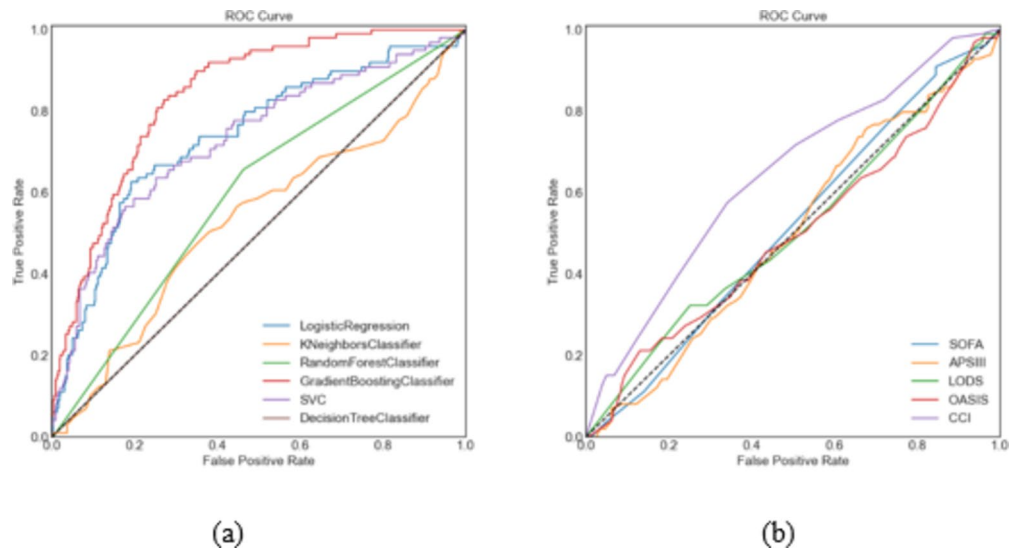 ROC Curve
1.0
0.8
0.6
0.4
0.2
0.0
0.0 0.2 0.4 0.6 0.8 1.0
True Positive Rate
False Positive Rate
LogisticRegression
KNeighborsClassifier
RandomForestClassifier
GradientBoostingClassifier
SVC
DecisionTreeClassifier
(a)
ROC Curve
1.0
0.8
0.6
0.4
0.2
0.0
0.0 0.2 0.4 0.6 0.8 1.0
True Positive Rate
False Positive Rate
SOFA
APSIII
LODS
OASIS
CCI
(b)